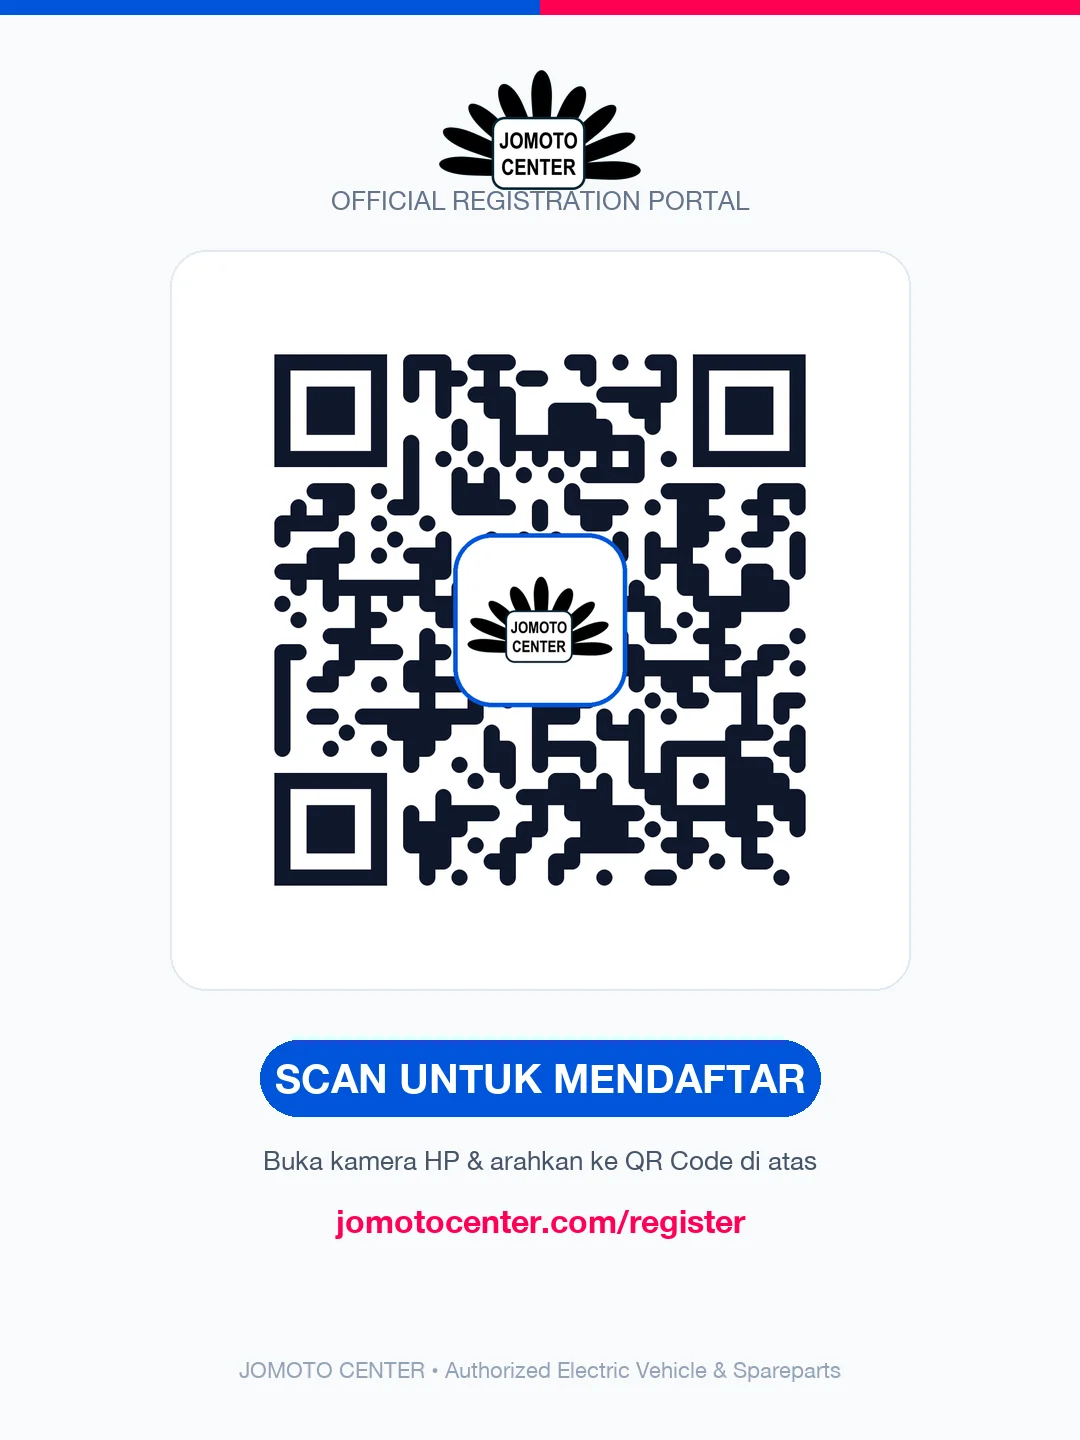 JOMOTO
CENTER
OFFICIAL REGISTRATION PORTAL
JOMOTO
CENTER
SCAN UNTUK MENDAFTAR
Buka kamera HP & arahkan ke QR Code di atas
jomotocenter.com/register
JOMOTO CENTER • Authorized Electric Vehicle & Spareparts